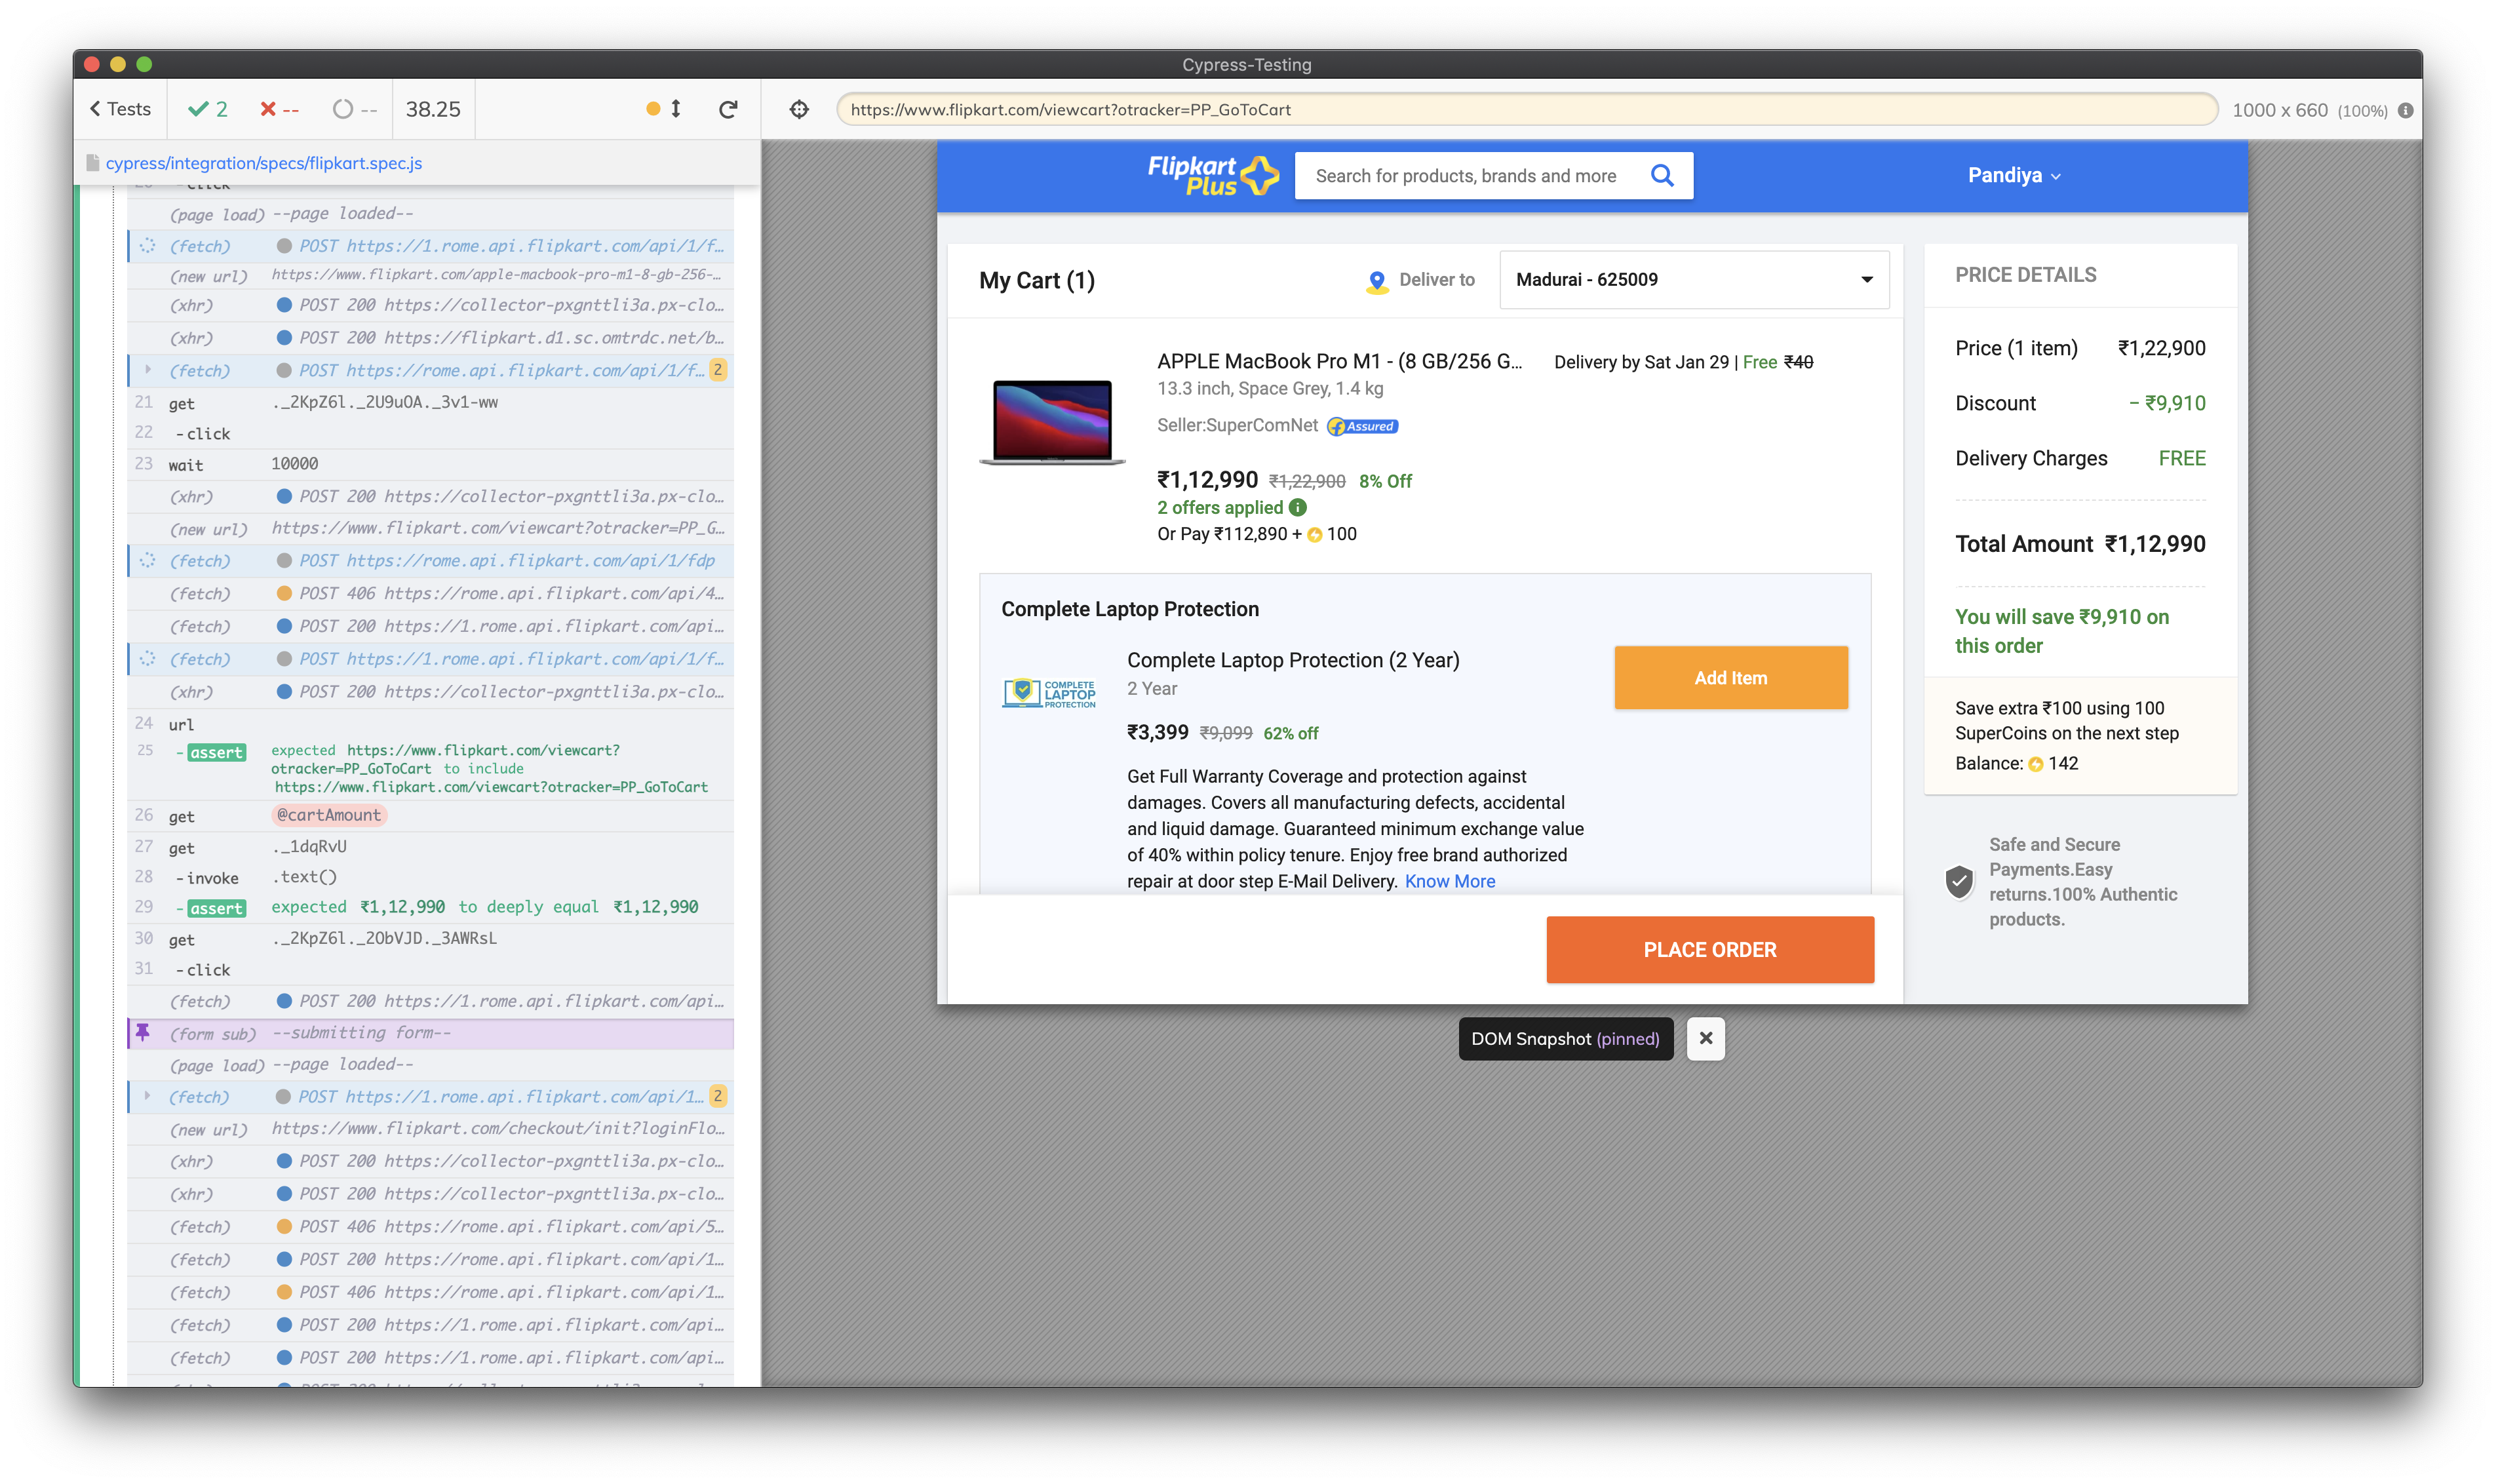 Cypress-Testing
Tests
2
--
--
38.25
https://www.flipkart.com/viewcart?otracker=PP_GoToCart
1000 x 660 (100%)
cypress/integration/specs/flipkart.spec.js
-click
(page load) --page loaded--
(fetch) POST https://1.rome.api.flipkart.com/api/1/f…
(new url) https://www.flipkart.com/apple-macbook-pro-m1-8-gb-256-…
(xhr) POST 200 https://collector-pxgnttli3a.px-clo…
(xhr) POST 200 https://flipkart.d1.sc.omtrdc.net/b…
(fetch) POST https://rome.api.flipkart.com/api/1/f… 2
21 get ._2KpZ6l._2U9uOA._3v1-ww
22 -click
23 wait 10000
(xhr) POST 200 https://collector-pxgnttli3a.px-clo…
(new url) https://www.flipkart.com/viewcart?otracker=PP_G…
(fetch) POST https://rome.api.flipkart.com/api/1/fdp
(fetch) POST 406 https://rome.api.flipkart.com/api/4…
(fetch) POST 200 https://1.rome.api.flipkart.com/api…
(fetch) POST https://1.rome.api.flipkart.com/api/1/f…
(xhr) POST 200 https://collector-pxgnttli3a.px-clo…
24 url
25 -assert expected https://www.flipkart.com/viewcart?
otracker=PP_GoToCart to include
https://www.flipkart.com/viewcart?otracker=PP_GoToCart
26 get @cartAmount
27 get ._1dqRvU
28 -invoke .text()
29 -assert expected ₹1,12,990 to deeply equal ₹1,12,990
30 get ._2KpZ6l._2ObVJD._3AWRsL
31 -click
(fetch) POST 200 https://1.rome.api.flipkart.com/api…
(form sub) --submitting form--
(page load) --page loaded--
(fetch) POST https://1.rome.api.flipkart.com/api/1… 2
(new url) https://www.flipkart.com/checkout/init?loginFlo…
(xhr) POST 200 https://collector-pxgnttli3a.px-clo…
(xhr) POST 200 https://collector-pxgnttli3a.px-clo…
(fetch) POST 406 https://rome.api.flipkart.com/api/5…
(fetch) POST 200 https://rome.api.flipkart.com/api/1…
(fetch) POST 406 https://rome.api.flipkart.com/api/1…
(fetch) POST 200 https://1.rome.api.flipkart.com/api…
(fetch) POST 200 https://1.rome.api.flipkart.com/api…
Flipkart
Plus
Search for products, brands and more
Pandiya
My Cart (1)
Deliver to
Madurai - 625009
APPLE MacBook Pro M1 - (8 GB/256 G...
13.3 inch, Space Grey, 1.4 kg
Seller:SuperComNet
Assured
₹1,12,990 ₹1,22,900 8% Off
2 offers applied
Or Pay ₹112,890 + 100
Delivery by Sat Jan 29 | Free ₹40
Complete Laptop Protection
COMPLETE
LAPTOP
PROTECTION
Complete Laptop Protection (2 Year)
2 Year
₹3,399 ₹9,099 62% off
Get Full Warranty Coverage and protection against
damages. Covers all manufacturing defects, accidental
and liquid damage. Guaranteed minimum exchange value
of 40% within policy tenure. Enjoy free brand authorized
repair at door step E-Mail Delivery. Know More
Add Item
PLACE ORDER
PRICE DETAILS
Price (1 item) ₹1,22,900
Discount − ₹9,910
Delivery Charges FREE
Total Amount ₹1,12,990
You will save ₹9,910 on
this order
Save extra ₹100 using 100
SuperCoins on the next step
Balance: 142
Safe and Secure
Payments.Easy
returns.100% Authentic
products.
DOM Snapshot (pinned)